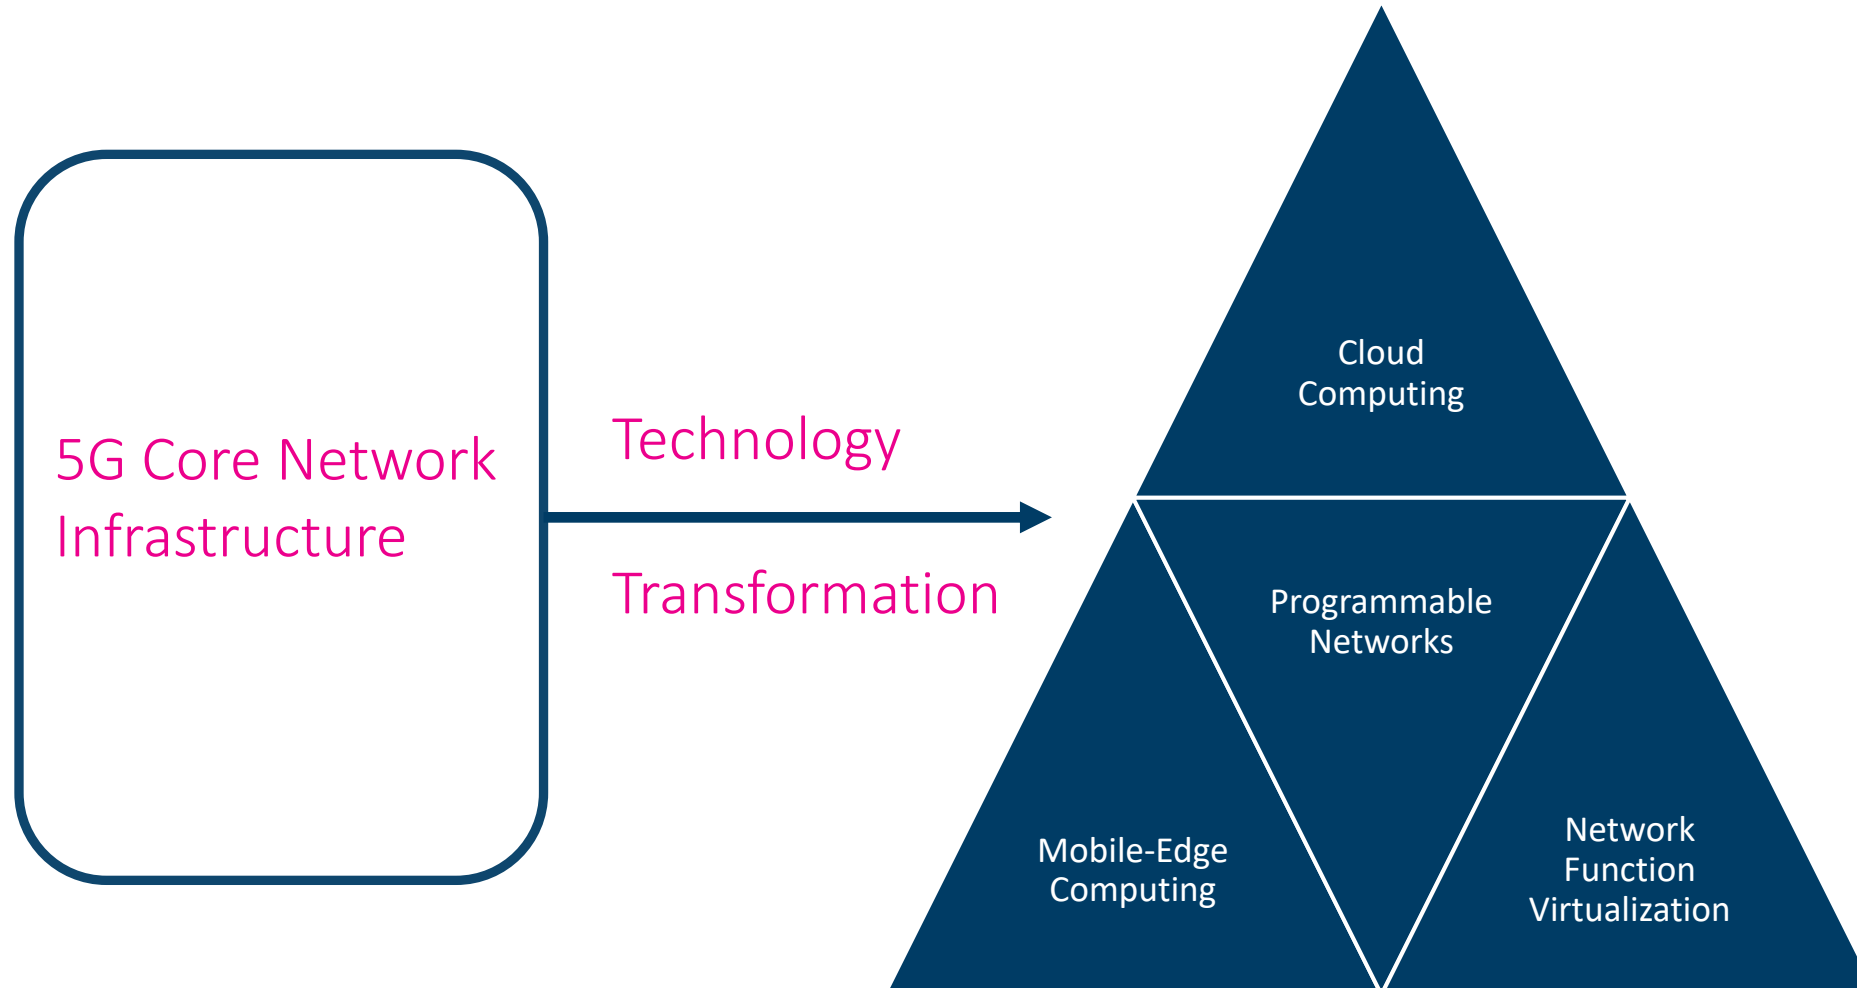 5G Core Network
Infrastructure
Technology
Transformation
Cloud
Computing
Programmable
Networks
Mobile-Edge
Computing
Network
Function
Virtualization